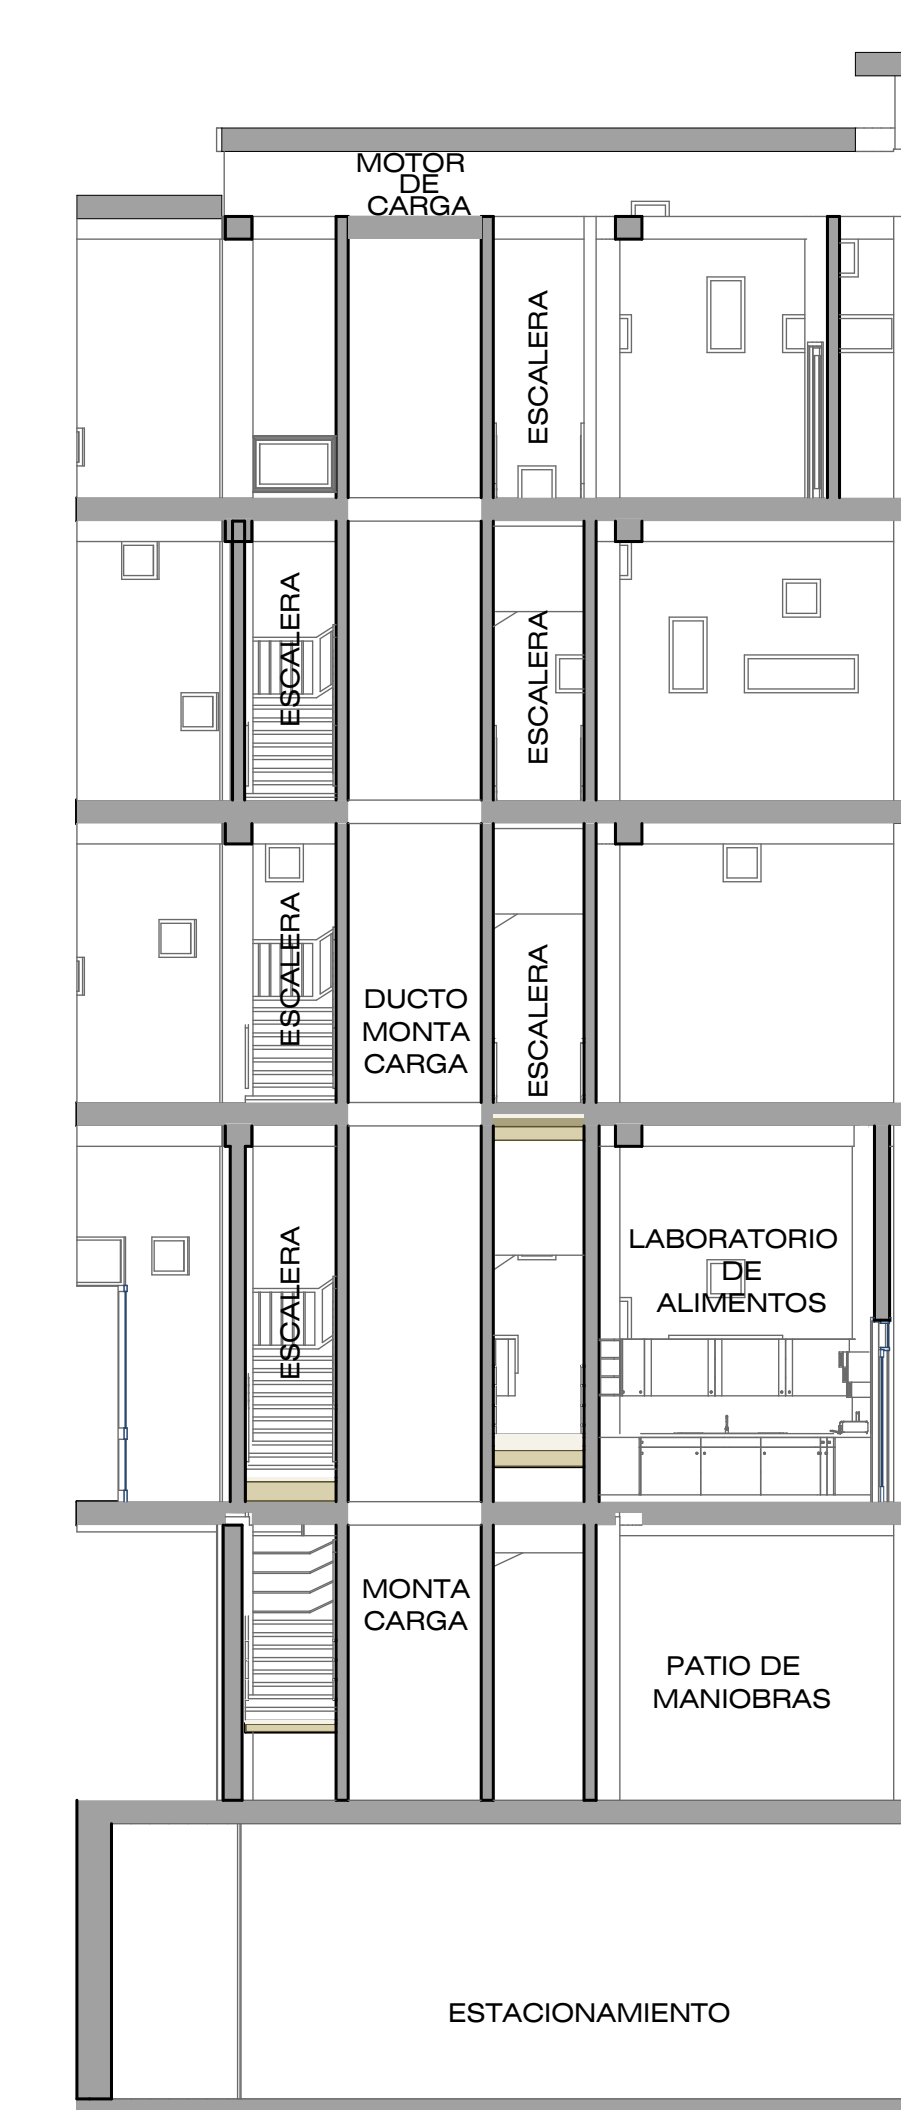 MOTOR
DE
CARGA
ESCALERA
ESCALERA
ESCALERA
ESCALERA
DUCTO
MONTA
CARGA
ESCALERA
ESCALERA
LABORATORIO
DE
ALIMENTOS
MONTA
CARGA
PATIO DE
MANIOBRAS
ESTACIONAMIENTO